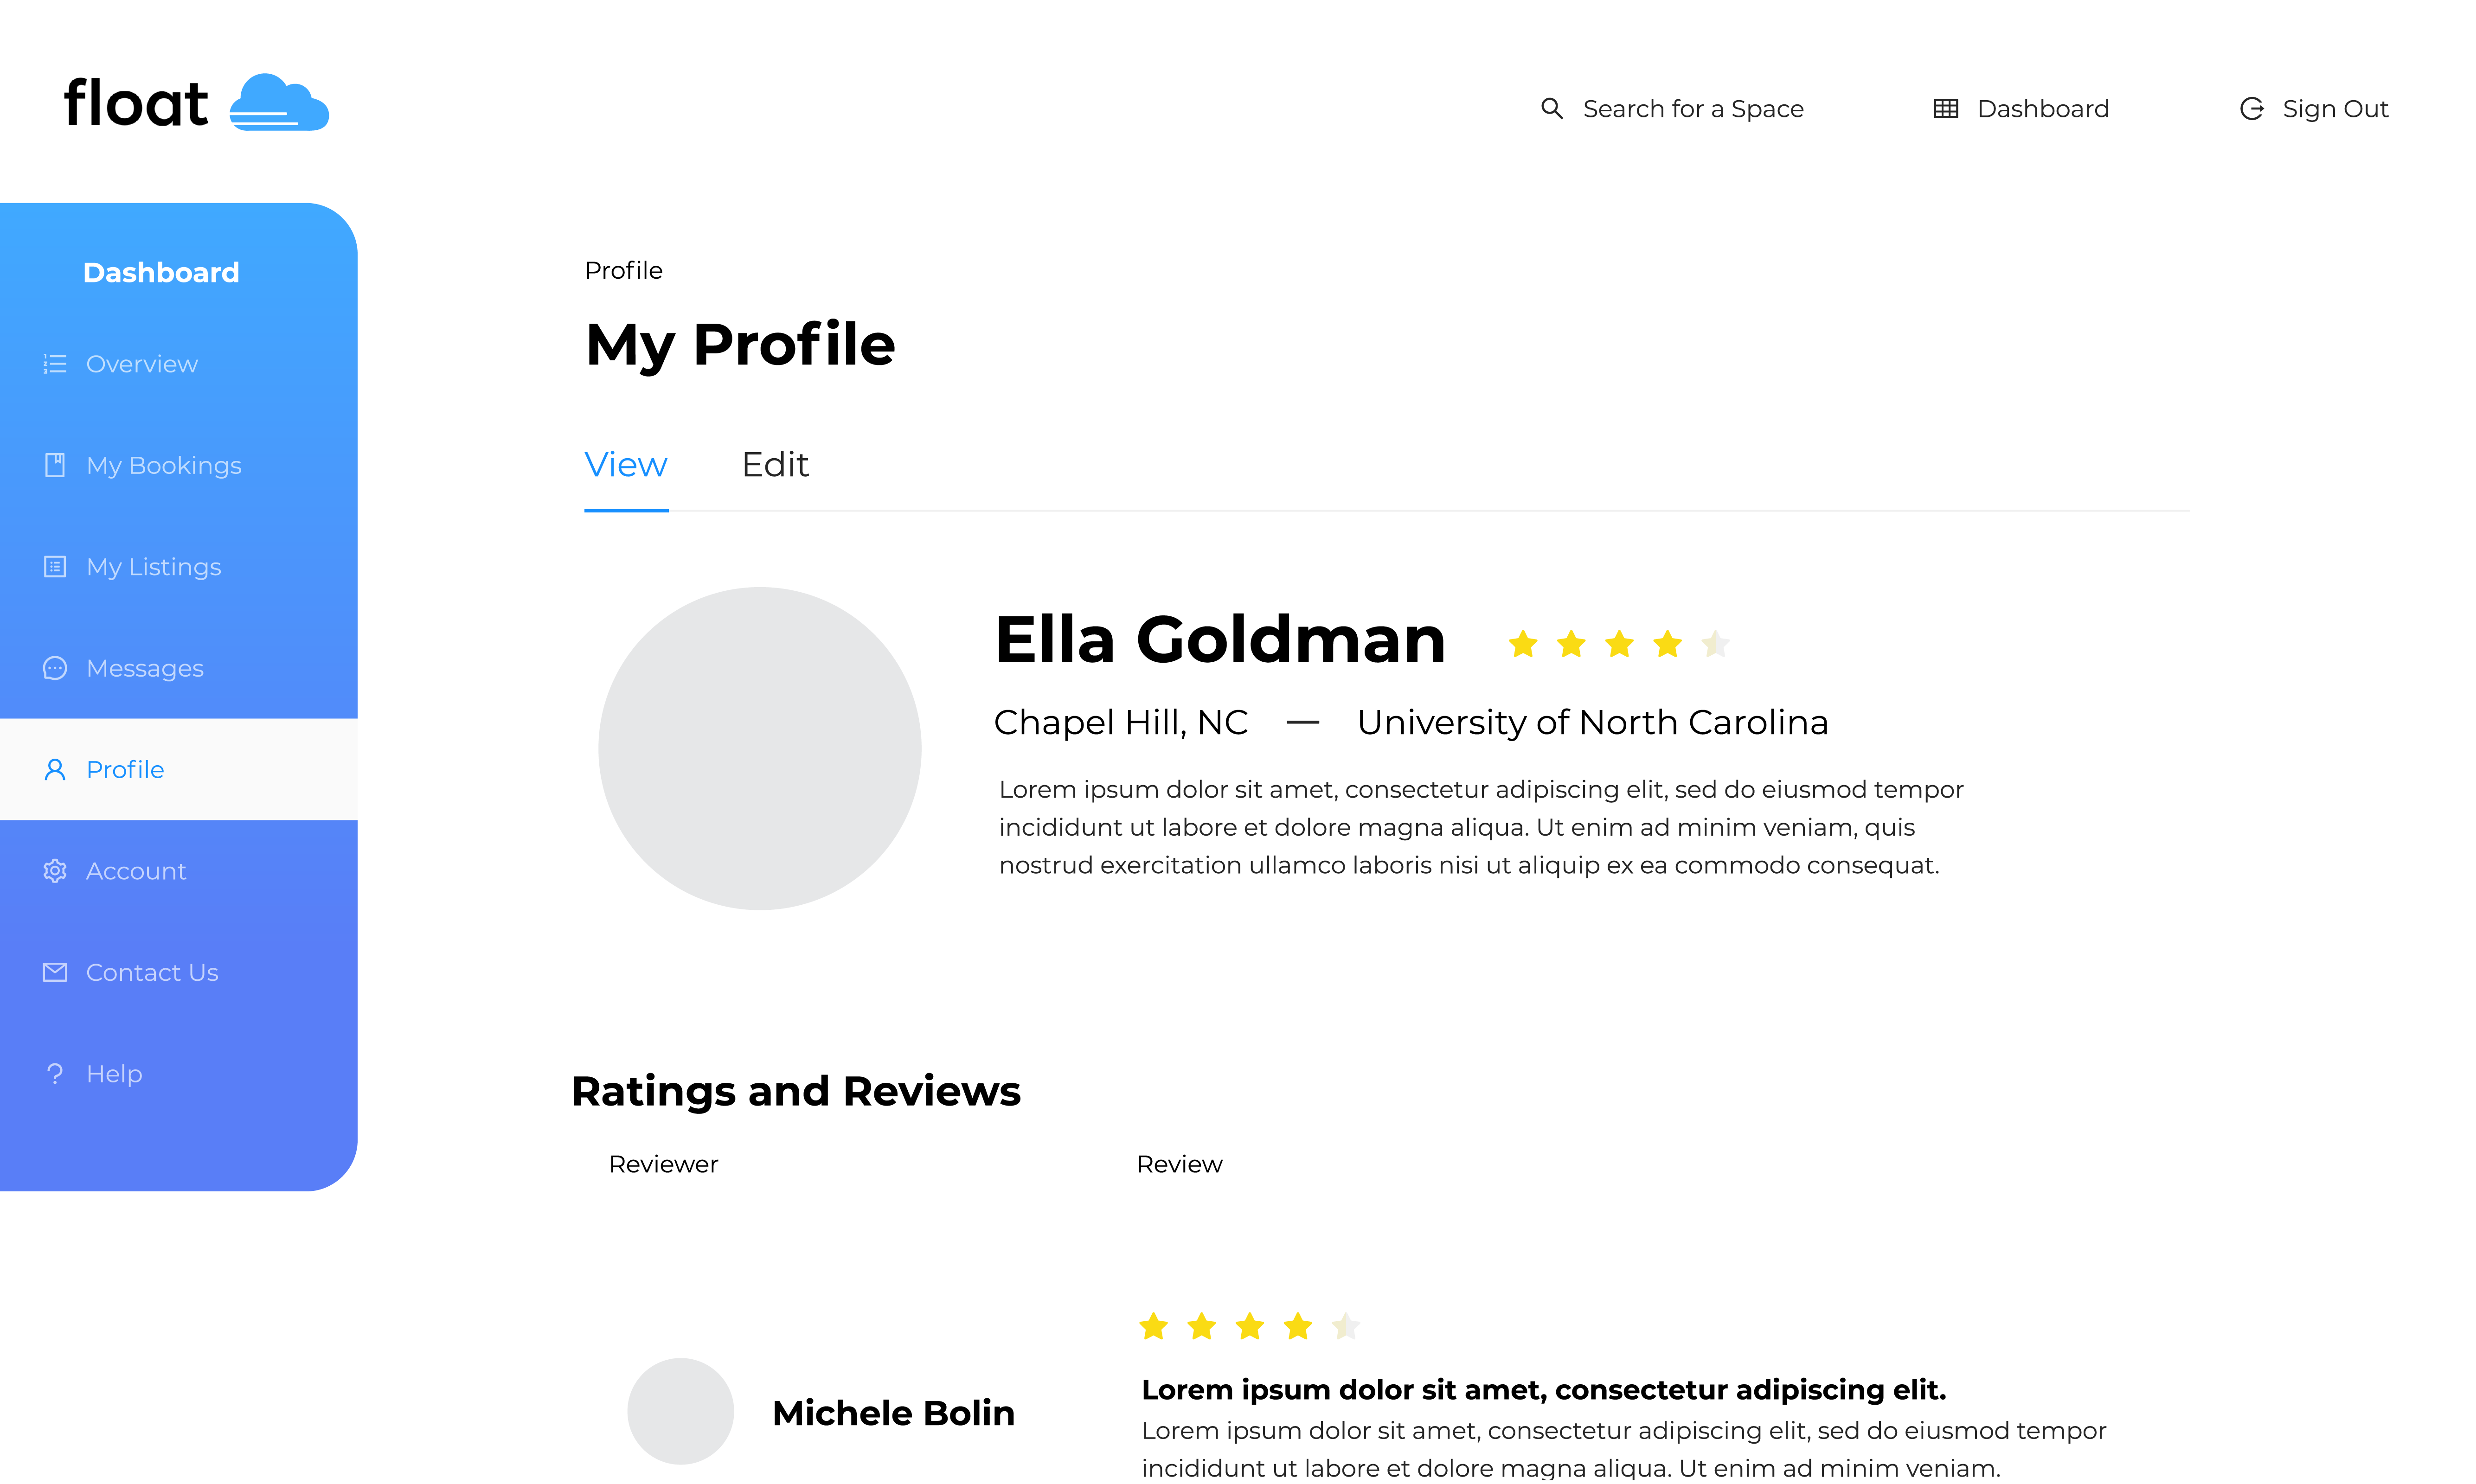 float
Search for a Space
Dashboard
Sign Out
Dashboard
Overview
My Bookings
My Listings
Messages
Profile
Account
Contact Us
Help
Profile
My Profile
View Edit
Ella Goldman
Chapel Hill, NC — University of North Carolina
Lorem ipsum dolor sit amet, consectetur adipiscing elit, sed do eiusmod tempor
incididunt ut labore et dolore magna aliqua. Ut enim ad minim veniam, quis
nostrud exercitation ullamco laboris nisi ut aliquip ex ea commodo consequat.
Ratings and Reviews
Reviewer Review
Michele Bolin
Lorem ipsum dolor sit amet, consectetur adipiscing elit.
Lorem ipsum dolor sit amet, consectetur adipiscing elit, sed do eiusmod tempor
incididunt ut labore et dolore magna aliqua. Ut enim ad minim veniam.